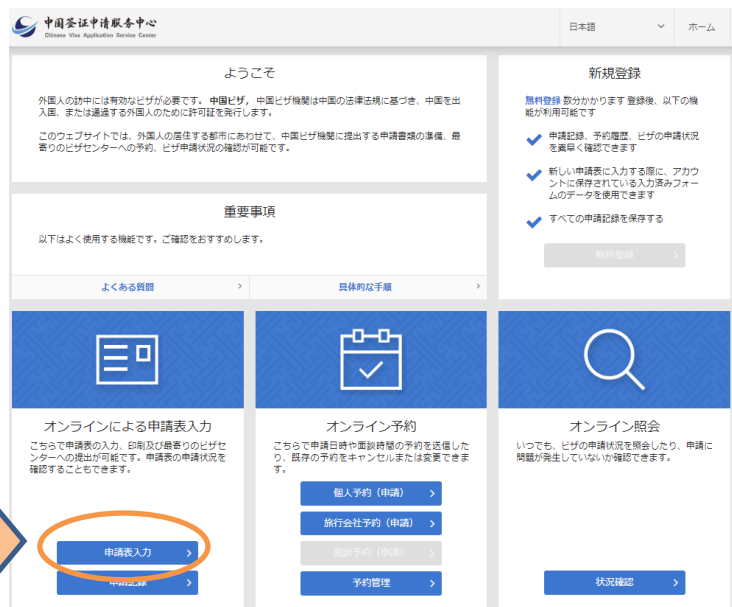 中国签证申请服务中心
Chinese Visa Application Service Center
日本語
ホーム
ようこそ
外国人の訪中には有効なビザが必要です。中国ビザ, 中国ビザ機関は中国の法律法規に基づき、中国を出
入国、または通過する外国人のために許可証を発行します。
このウェブサイトでは、外国人の居住する都市にあわせて、中国ビザ機関に提出する申請書類の準備、最
寄りのビザセンターへの予約、ビザ申請状況の確認が可能です。
新規登録
無料登録 数分かかります 登録後、以下の機
能が利用可能です
申請記録、予約履歴、ビザの申請状況
を素早く確認できます
新しい申請表に入力する際に、アカウ
ントに保存されている入力済みフォー
ムのデータを使用できます
すべての申請記録を保存する
無料登録
重要事項
以下はよく使用する機能です。ご確認をおすすめします。
よくある質問
具体的な手順
オンラインによる申請表入力
こちらで申請表の入力、印刷及び最寄りのビザセ
ンターへの提出が可能です。申請表の申請状況を
確認することもできます。
申請表入力
申請記録
オンライン予約
こちらで申請日時や面談時間の予約を送信した
り、既存の予約をキャンセルまたは変更できま
す。
個人予約（申請）
旅行会社予約（申請）
面談予約（申請）
予約管理
オンライン照会
いつでも、ビザの申請状況を照会したり、申請に
問題が発生していないか確認できます。
状況確認